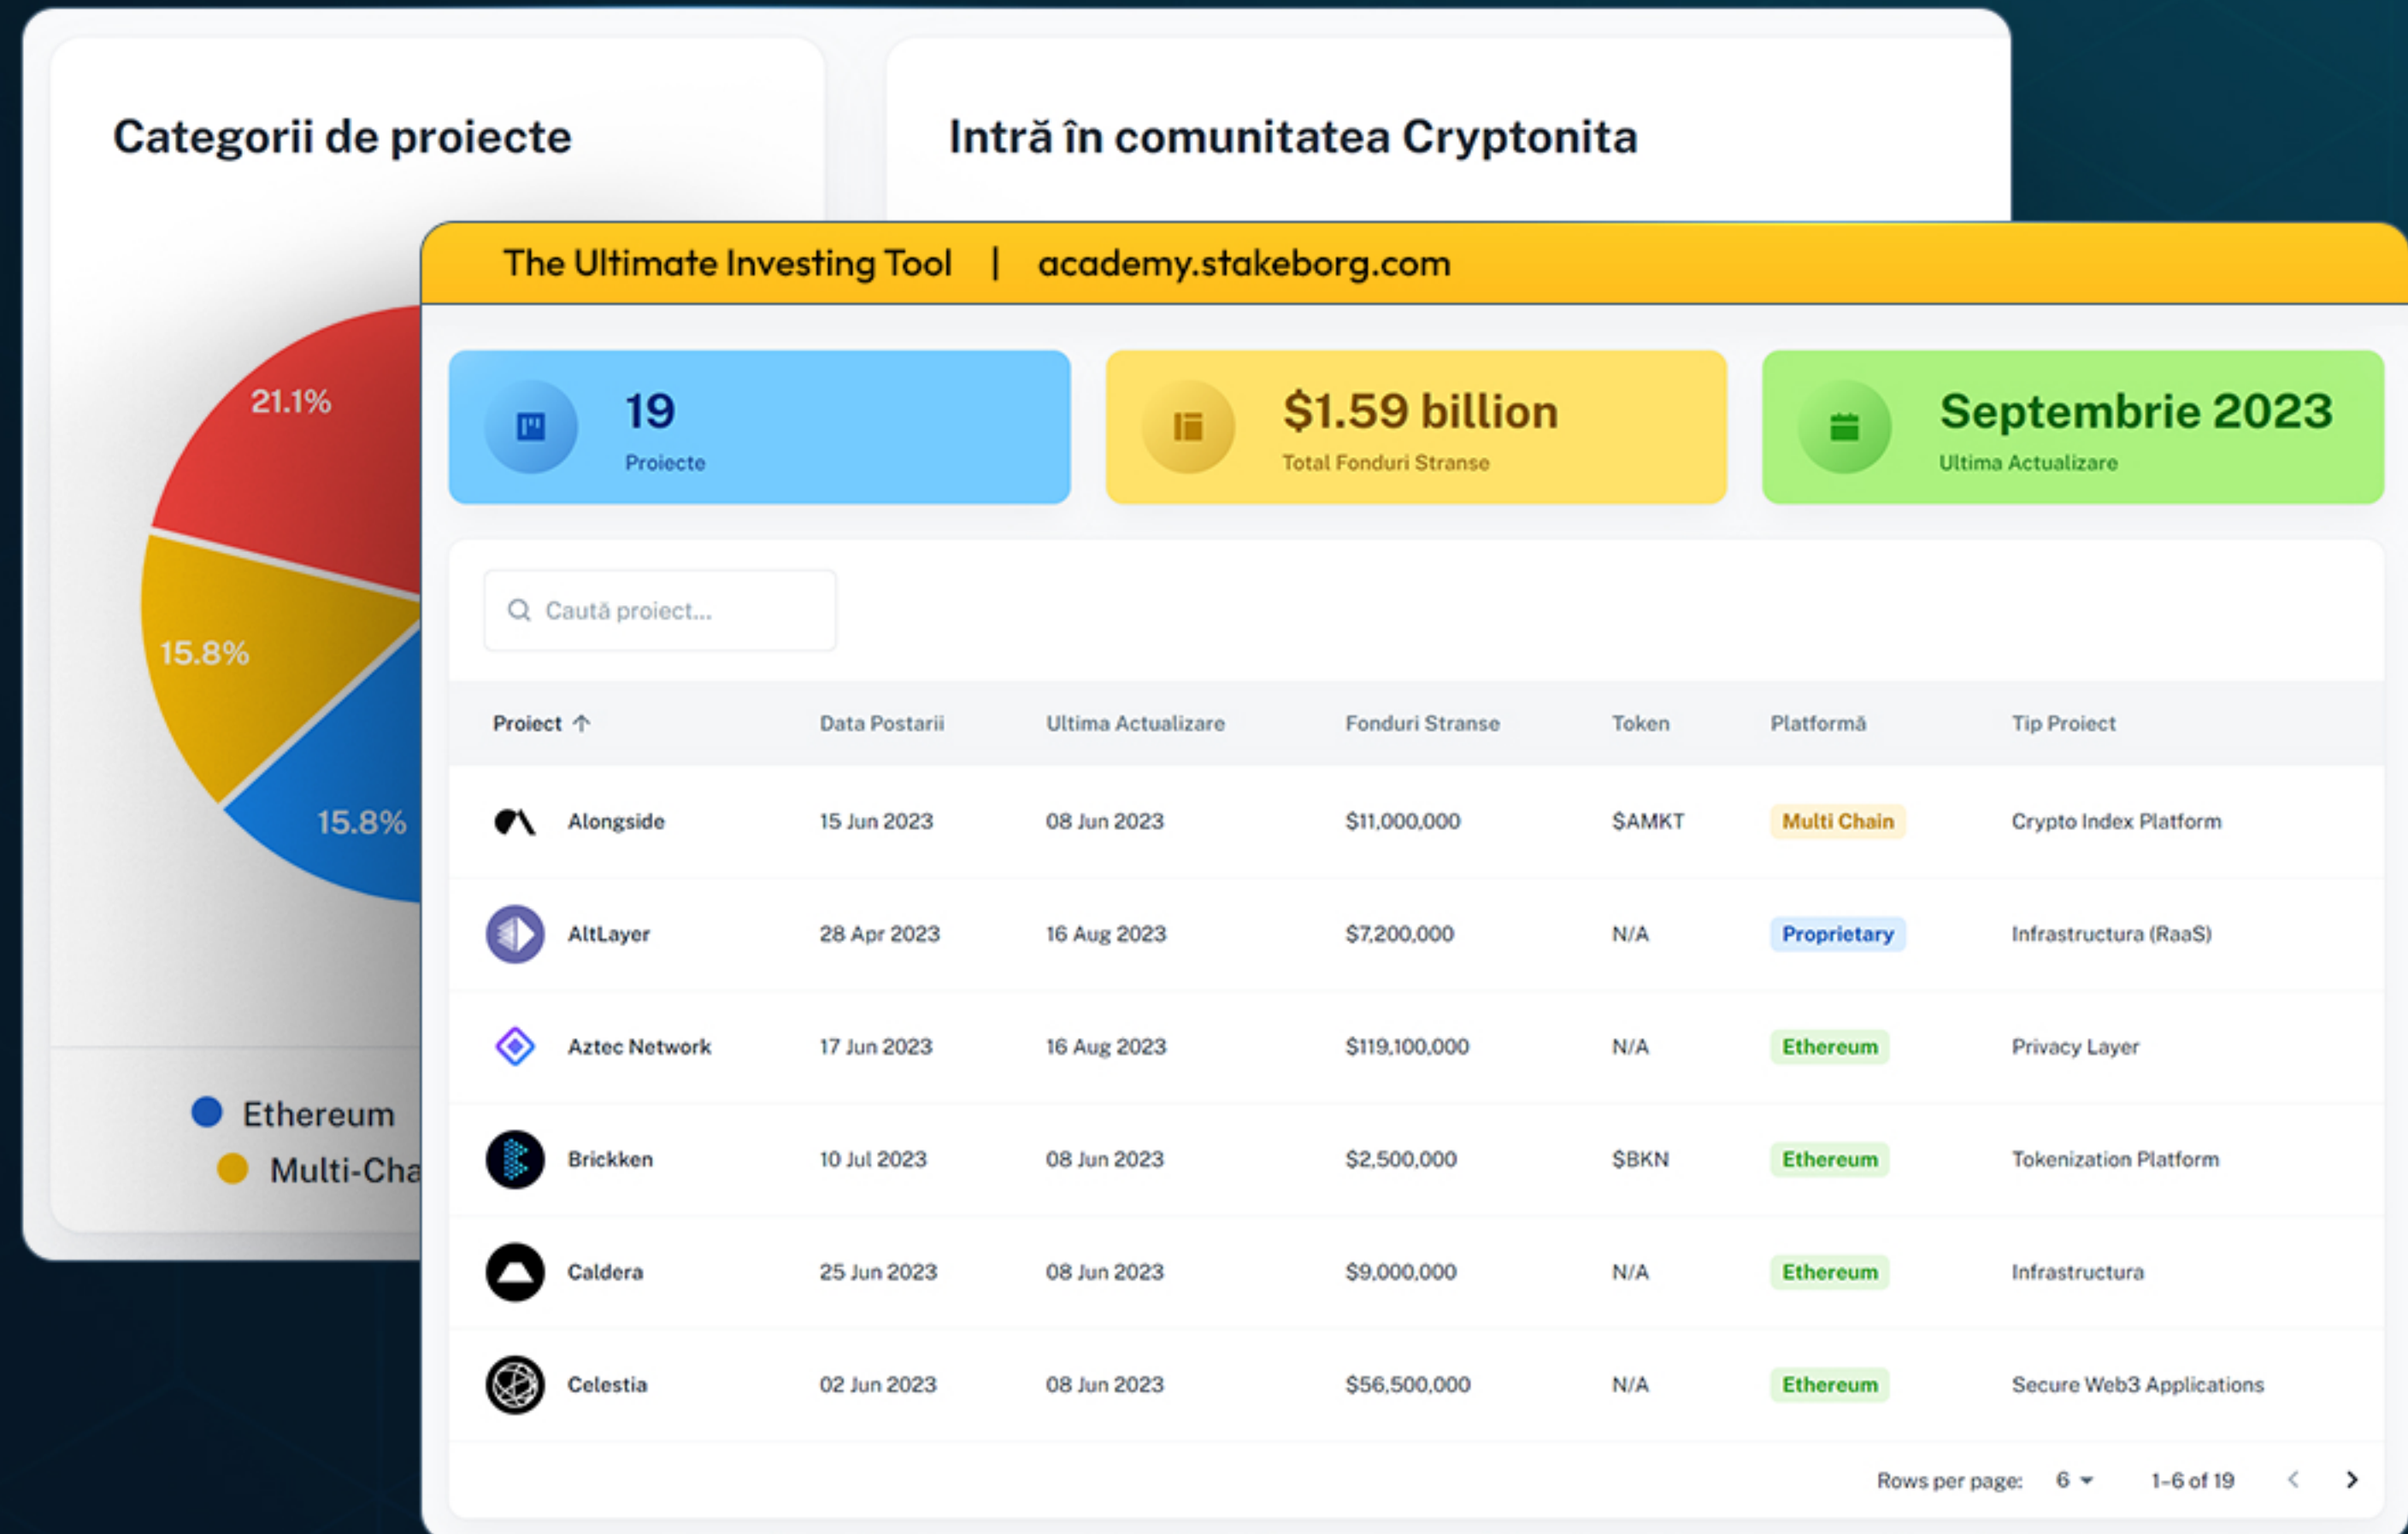 Categorii de proiecte
Intră în comunitatea Cryptonita
21.1%
15.8%
15.8%
Ethereum
Multi-Cha
The Ultimate Investing Tool | academy.stakeborg.com
19
Proiecte
$1.59 billion
Total Fonduri Stranse
Septembrie 2023
Ultima Actualizare
Caută proiect...
Proiect Data Postarii Ultima Actualizare Fonduri Stranse Token Platformă Tip Proiect
Alongside 15 Jun 2023 08 Jun 2023 $11,000,000 $AMKT Multi Chain Crypto Index Platform
AltLayer 28 Apr 2023 16 Aug 2023 $7,200,000 N/A Proprietary Infrastructura (RaaS)
Aztec Network 17 Jun 2023 16 Aug 2023 $119,100,000 N/A Ethereum Privacy Layer
Brickken 10 Jul 2023 08 Jun 2023 $2,500,000 $BKN Ethereum Tokenization Platform
Caldera 25 Jun 2023 08 Jun 2023 $9,000,000 N/A Ethereum Infrastructura
Celestia 02 Jun 2023 08 Jun 2023 $56,500,000 N/A Ethereum Secure Web3 Applications
Rows per page: 6 1–6 of 19